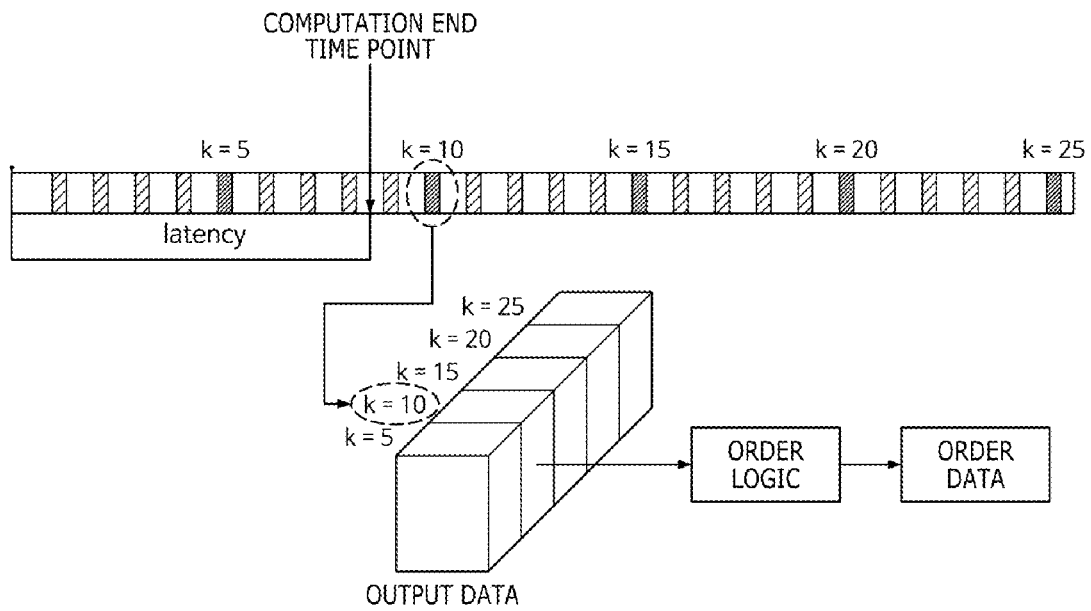 COMPUTATION END
TIME POINT
k = 5
k = 10
k = 15
k = 20
k = 25
latency
k = 25
k = 20
k = 15
k = 10
k = 5
ORDER
LOGIC
ORDER
DATA
OUTPUT DATA